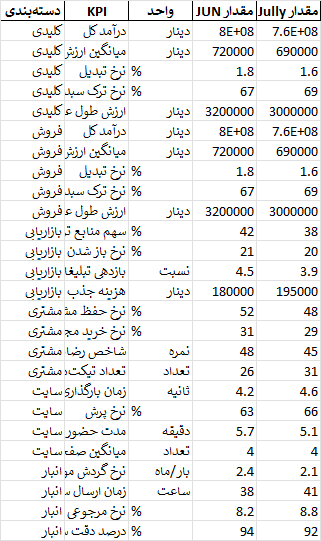 دسته‌بندی KPI واحد مقدار JUN مقدار Jully
کلیدی درآمد کل دینار 8E+08 7.6E+08
کلیدی میانگین ارزش دینار 720000 690000
کلیدی نرخ تبدیل % 1.8 1.6
کلیدی نرخ ترک سبد % 67 69
کلیدی ارزش طول ع دینار 3200000 3000000
فروش درآمد کل دینار 8E+08 7.6E+08
فروش میانگین ارزش دینار 720000 690000
فروش نرخ تبدیل % 1.8 1.6
فروش نرخ ترک سبد % 67 69
فروش ارزش طول ع دینار 3200000 3000000
بازاریابی سهم منابع تر % 42 38
بازاریابی نرخ باز شدن % 21 20
بازاریابی بازدهی تبلیغا نسبت 4.5 3.9
بازاریابی هزینه جذب دینار 180000 195000
مشتری نرخ حفظ مش % 52 48
مشتری نرخ خرید مج % 31 29
مشتری شاخص رضا نمره 48 45
مشتری تعداد تیکت‌ه تعداد 26 31
سایت زمان بارگذاری ثانیه 4.2 4.6
سایت نرخ پرش % 63 66
سایت مدت حضور دقیقه 5.7 5.1
سایت میانگین صفح تعداد 4 4
انبار نرخ گردش مو بار/ماه 2.4 2.1
انبار زمان ارسال س ساعت 38 41
انبار نرخ مرجوعی % 8.2 8.8
انبار درصد دقت س % 94 92